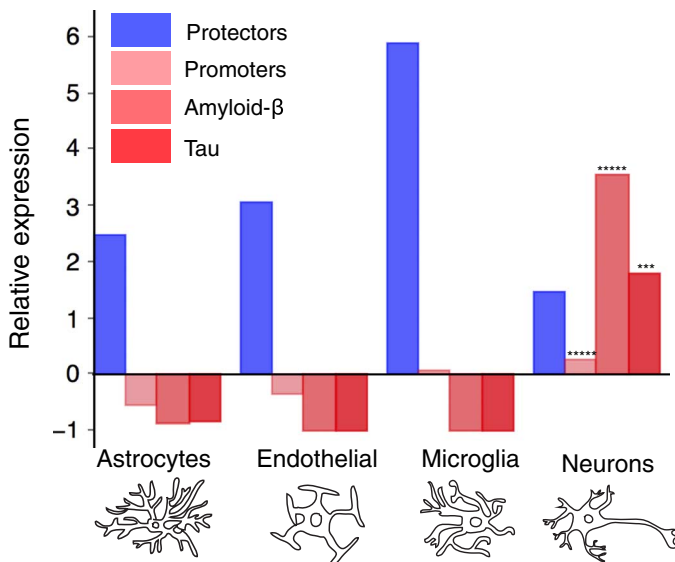 Relative expression
6
5
4
3
2
1
0
−1
Protectors
Promoters
Amyloid-β
Tau
*****
*****
***
Astrocytes Endothelial Microglia Neurons